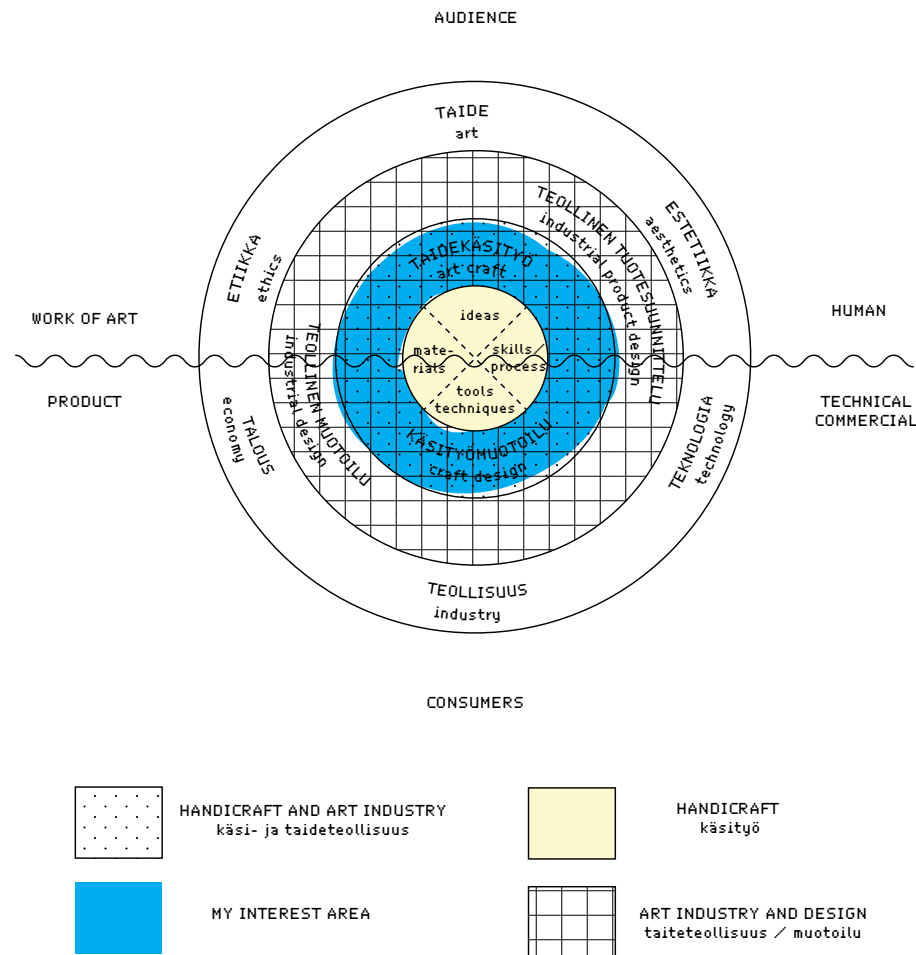 AUDIENCE
TAIDE
art
ETIIKKA
ethics
ESTETIIKKA
aesthetics
TEOLLINEN TUOTESUUNNITTELU
industrial product design
TAIDEKÄSITYÖ
art craft
ideas
WORK OF ART
HUMAN
mate-
rials
skills/
process
tools
techniques
PRODUCT
TECHNICAL
COMMERCIAL
TEOLLINEN MUOTOILU
industrial design
KÄSITYÖMUOTOILU
craft design
TALOUS
economy
TEKNOLOGIA
technology
TEOLLISUUS
industry
CONSUMERS
HANDICRAFT AND ART INDUSTRY
käsi- ja taideteollisuus
HANDICRAFT
käsityö
MY INTEREST AREA
ART INDUSTRY AND DESIGN
taiteteollisuus / muotoilu